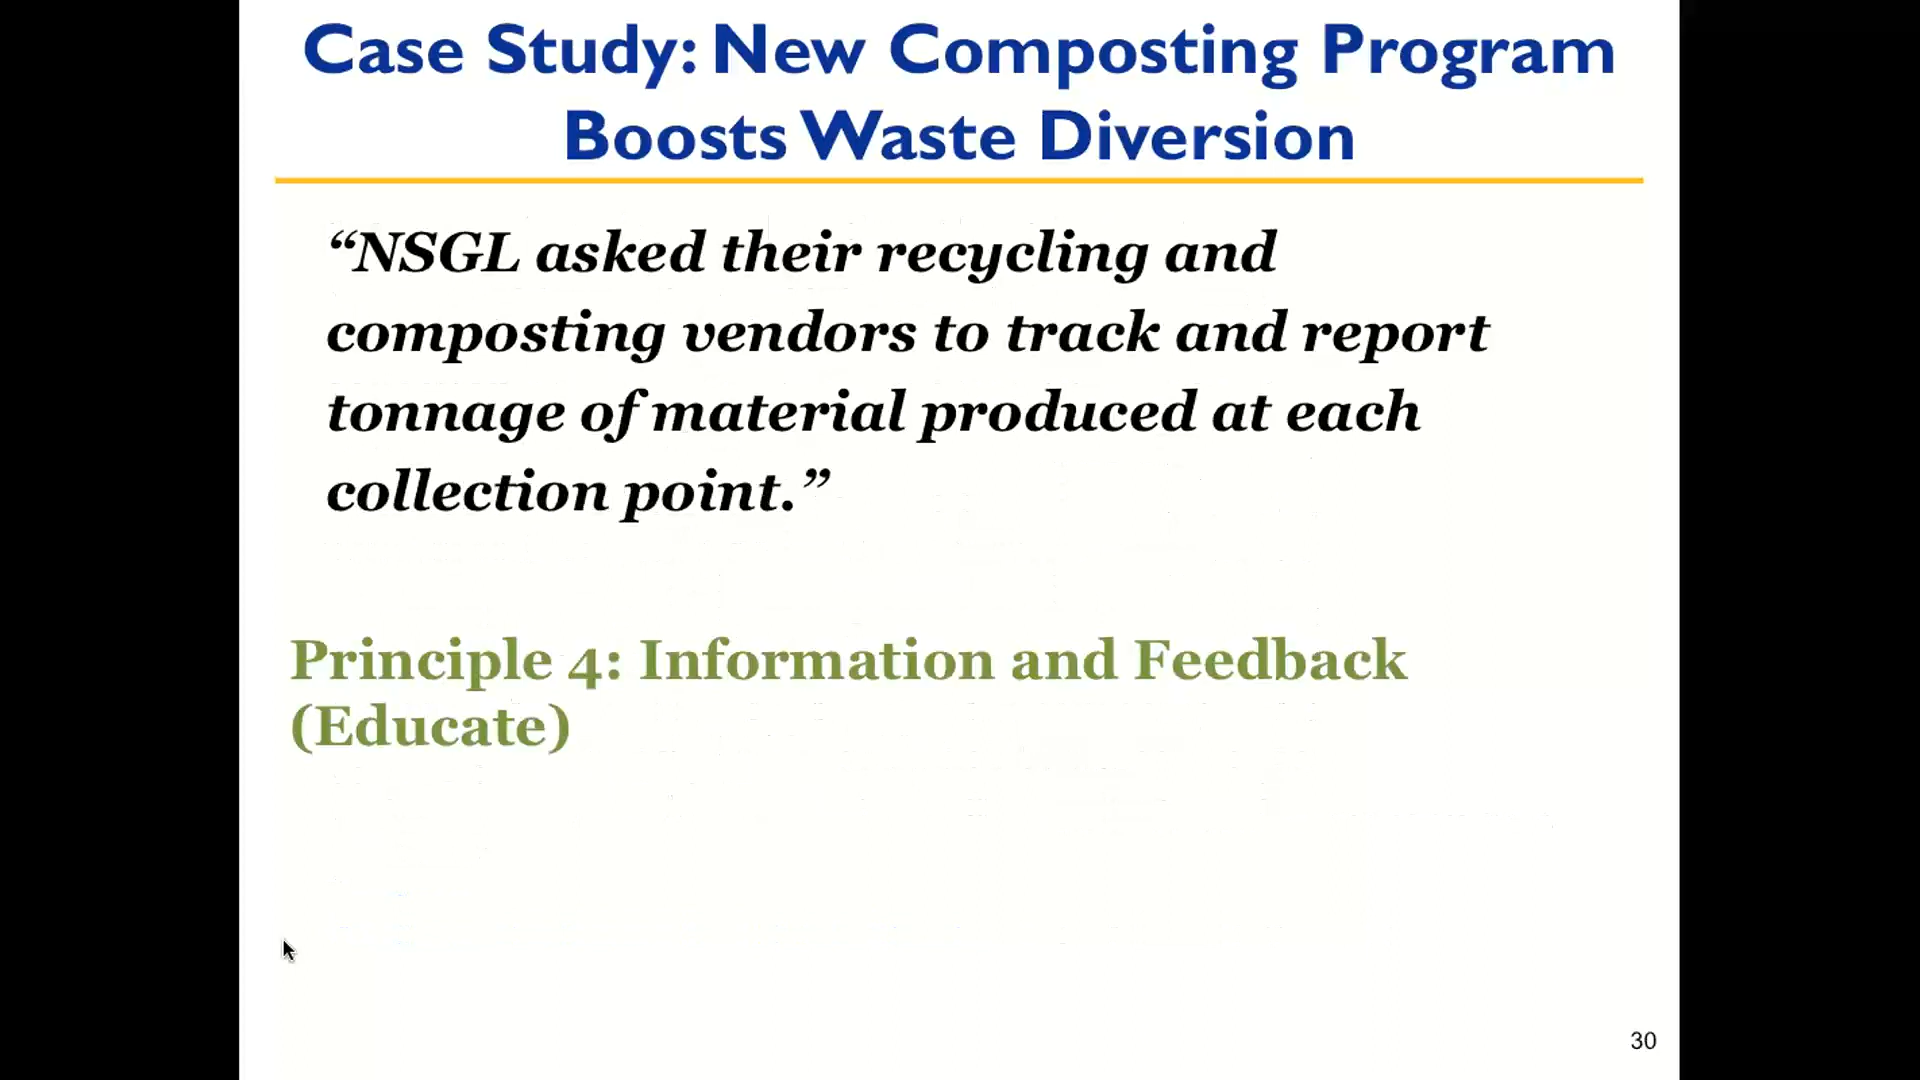 Case Study: New Composting Program
Boosts Waste Diversion
“NSGL asked their recycling and
composting vendors to track and report
tonnage of material produced at each
collection point.”
Principle 4: Information and Feedback
(Educate)
30